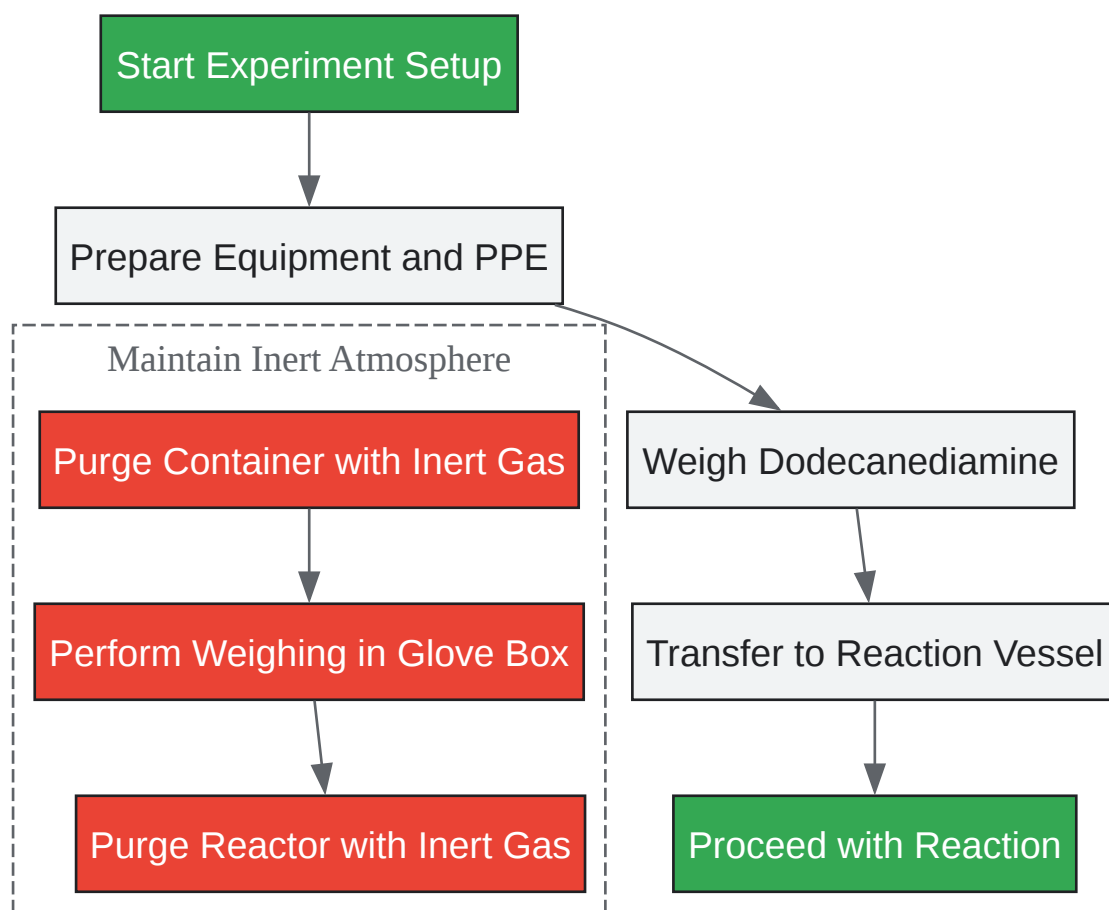 Start Experiment Setup
Prepare Equipment and PPE
Maintain Inert Atmosphere
Purge Container with Inert Gas
Weigh Dodecanediamine
Perform Weighing in Glove Box
Transfer to Reaction Vessel
Purge Reactor with Inert Gas
Proceed with Reaction